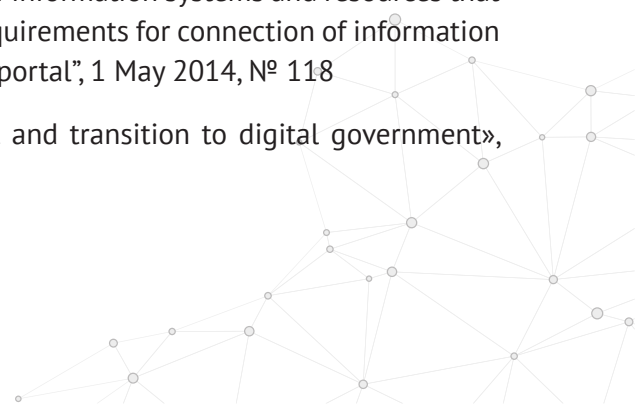 information systems and resources that
quirements for connection of information
portal”, 1 May 2014, № 118
and transition to digital government»,